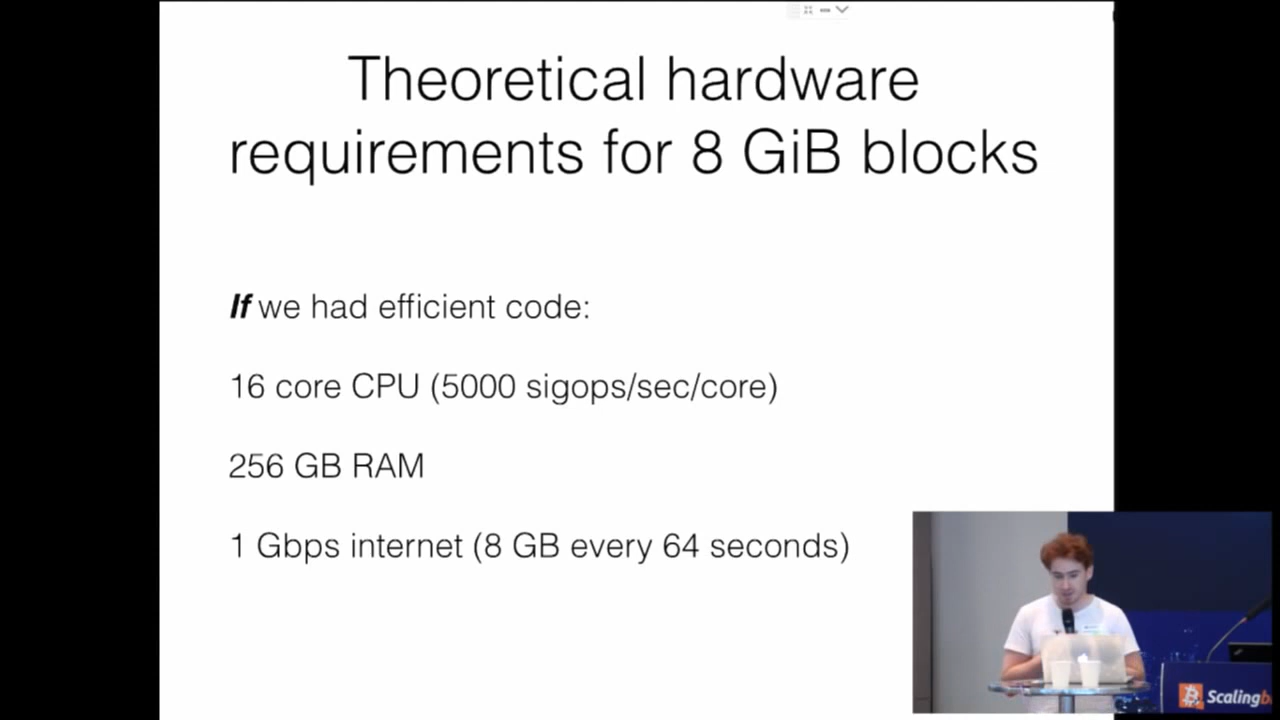 Theoretical hardware
requirements for 8 GiB blocks
If we had efficient code:
16 core CPU (5000 sigops/sec/core)
256 GB RAM
1 Gbps internet (8 GB every 64 seconds)
Scalingb